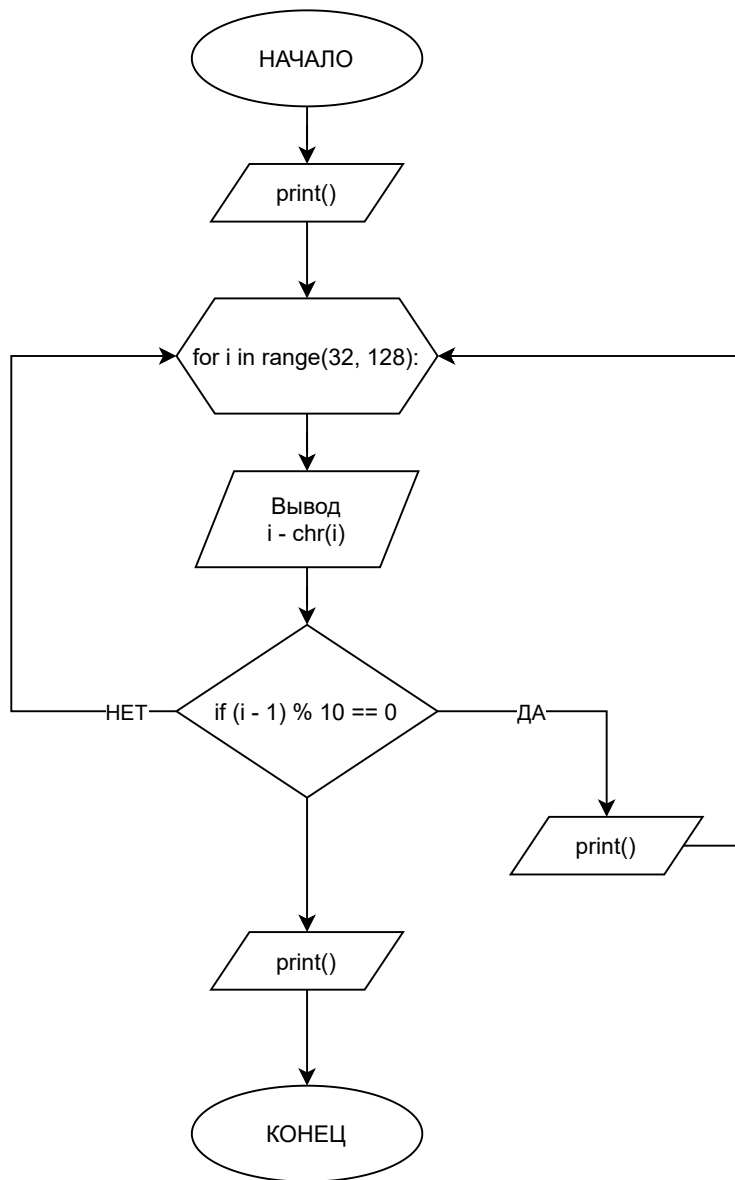 НАЧАЛО
print()
for i in range(32, 128):
Вывод
i - chr(i)
if (i - 1) % 10 == 0
НЕТ
ДА
print()
print()
КОНЕЦ